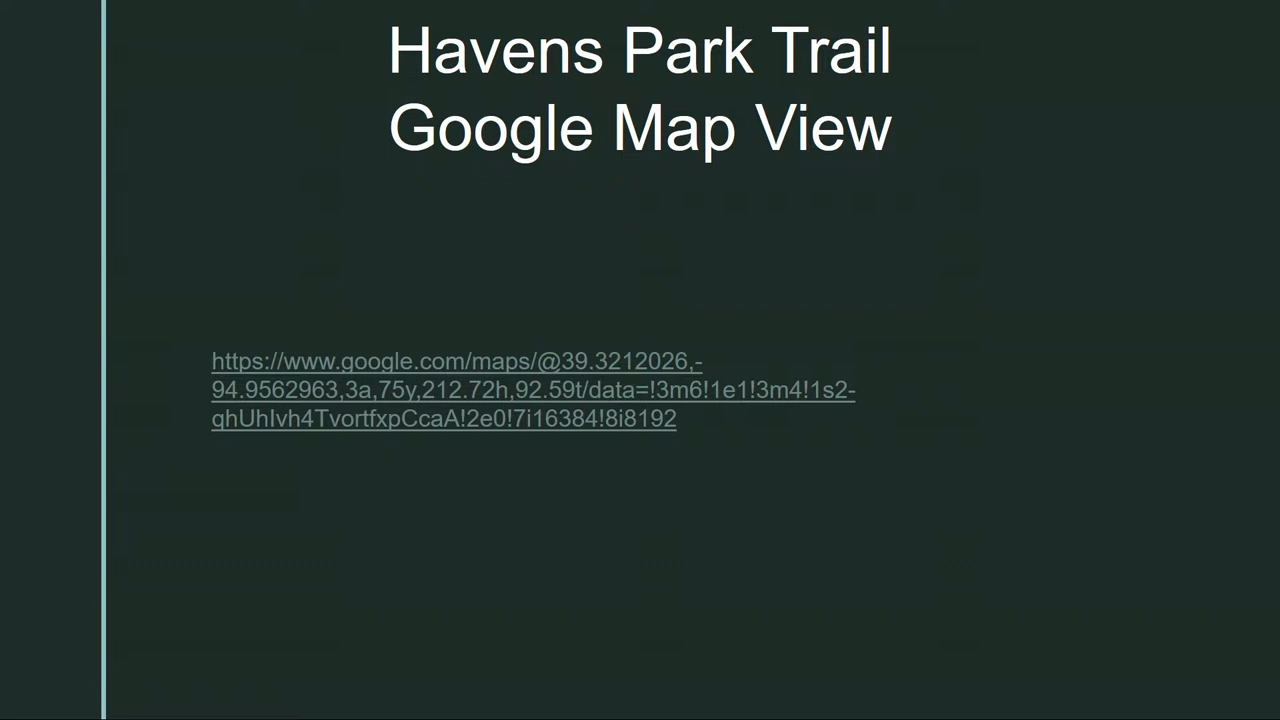 Havens Park Trail
Google Map View
https://www.google.com/maps/@39.3212026,-
94.9562963,3a,75y,212.72h,92.59t/data=!3m6!1e1!3m4!1s2-
qhUhIvh4TvortfxpCcaA!2e0!7i16384!8i8192